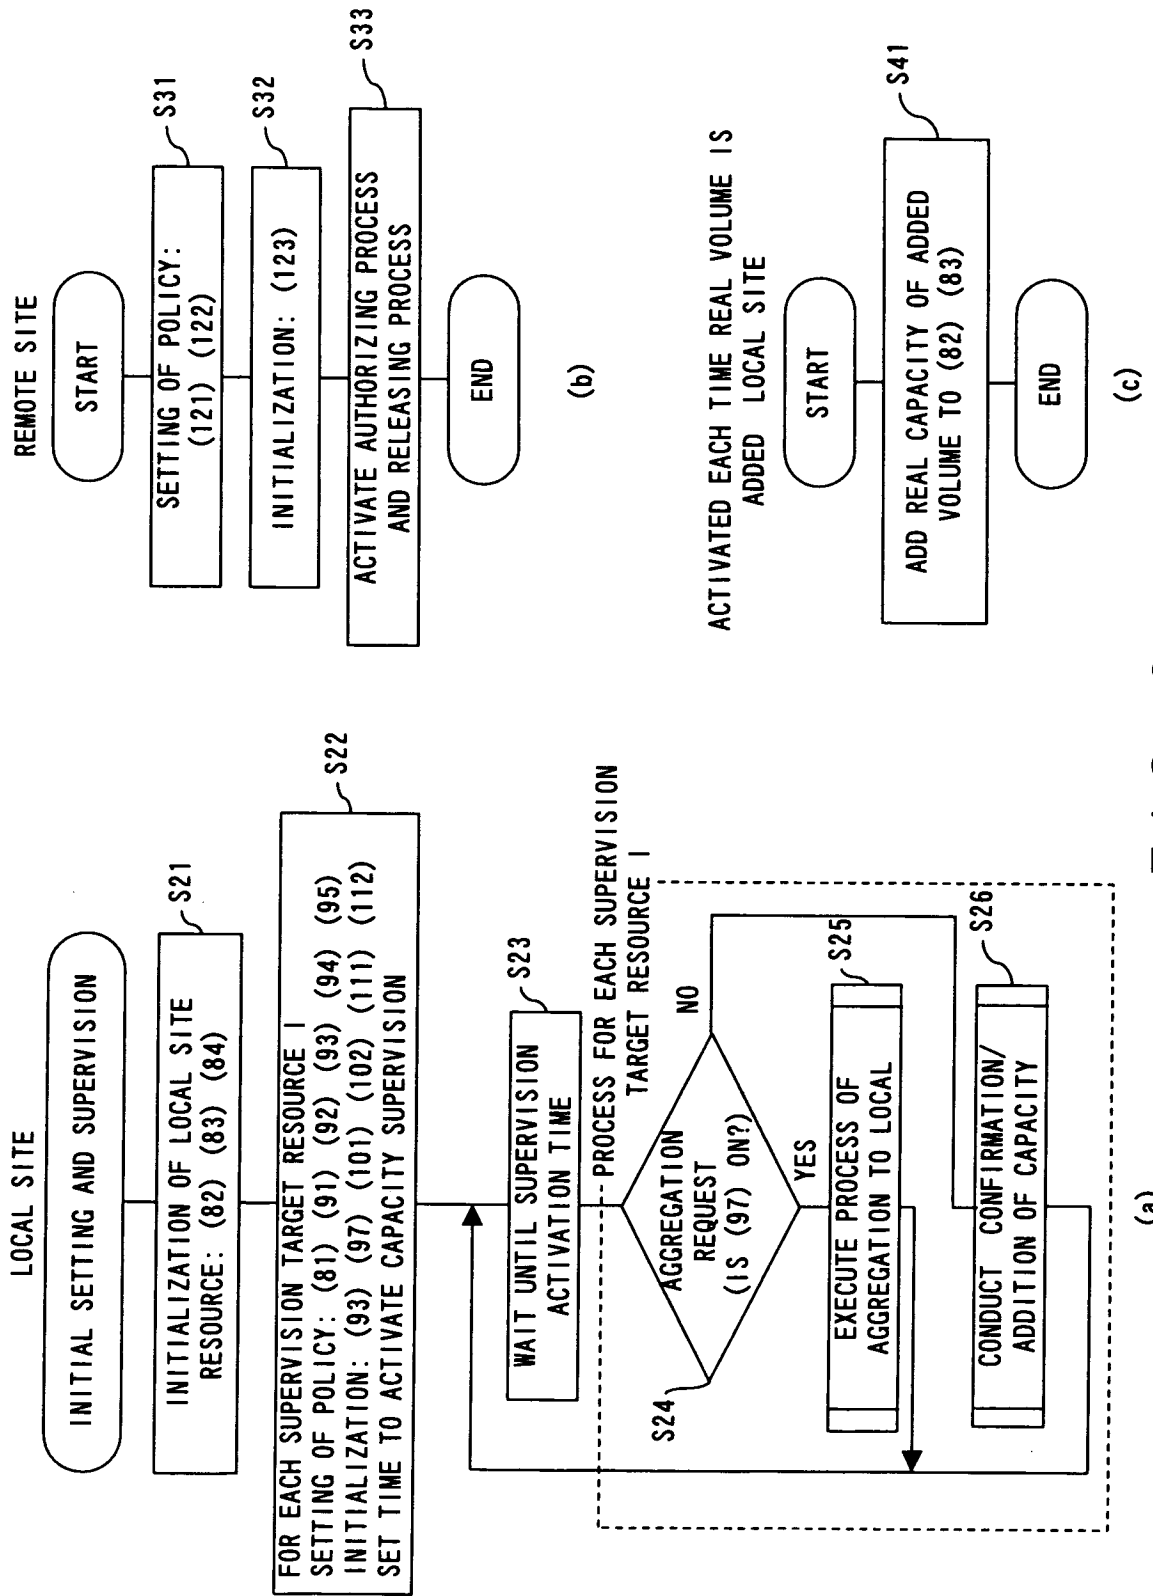 LOCAL SITE
INITIAL SETTING AND SUPERVISION
INITIALIZATION OF LOCAL SITE
RESOURCE: (82) (83) (84)
S21
FOR EACH SUPERVISION TARGET RESOURCE I
SETTING OF POLICY: (81) (91) (92) (93) (94) (95)
INITIALIZATION: (93) (97) (101) (102) (111) (112)
SET TIME TO ACTIVATE CAPACITY SUPERVISION
S22
WAIT UNTIL SUPERVISION
ACTIVATION TIME
S23
PROCESS FOR EACH SUPERVISION
TARGET RESOURCE I
AGGREGATION
REQUEST
(IS (97) ON?)
S24
NO
YES
EXECUTE PROCESS OF
AGGREGATION TO LOCAL
S25
CONDUCT CONFIRMATION/
ADDITION OF CAPACITY
S26
(a)
REMOTE SITE
START
SETTING OF POLICY:
(121) (122)
S31
INITIALIZATION: (123)
S32
ACTIVATE AUTHORIZING PROCESS
AND RELEASING PROCESS
S33
END
(b)
ACTIVATED EACH TIME REAL VOLUME IS
ADDED LOCAL SITE
START
ADD REAL CAPACITY OF ADDED
VOLUME TO (82) (83)
S41
END
(c)